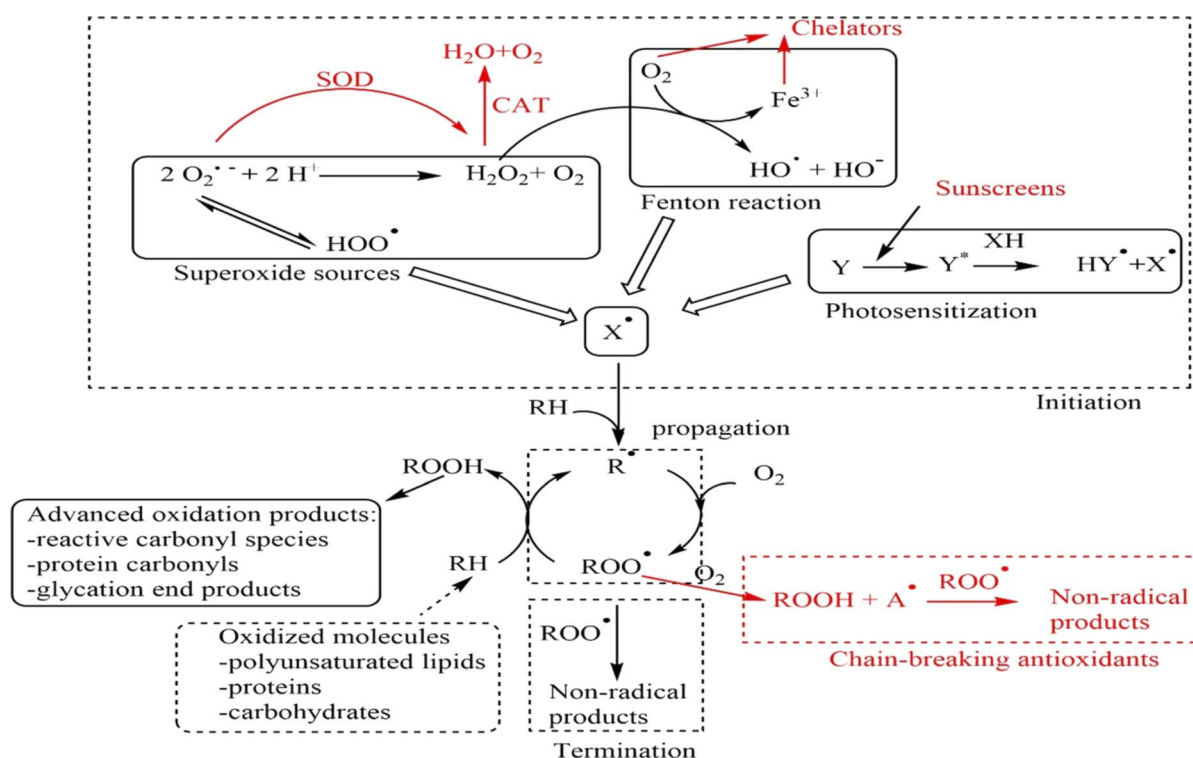 Chelators
H₂O+O₂
SOD
CAT
O₂
Fe³⁺
2 O₂•⁻ + 2 H⁺
H₂O₂+ O₂
HO• + HO⁻
HOO•
Superoxide sources
Fenton reaction
Sunscreens
XH
Y
Y*
HY•+X•
Photosensitization
X•
Initiation
RH
propagation
ROOH
R•
O₂
Advanced oxidation products:
-reactive carbonyl species
-protein carbonyls
-glycation end products
RH
ROO•
O₂
ROOH + A•
ROO•
Non-radical
products
Chain-breaking antioxidants
Oxidized molecules
-polyunsaturated lipids
-proteins
-carbohydrates
ROO•
Non-radical
products
Termination